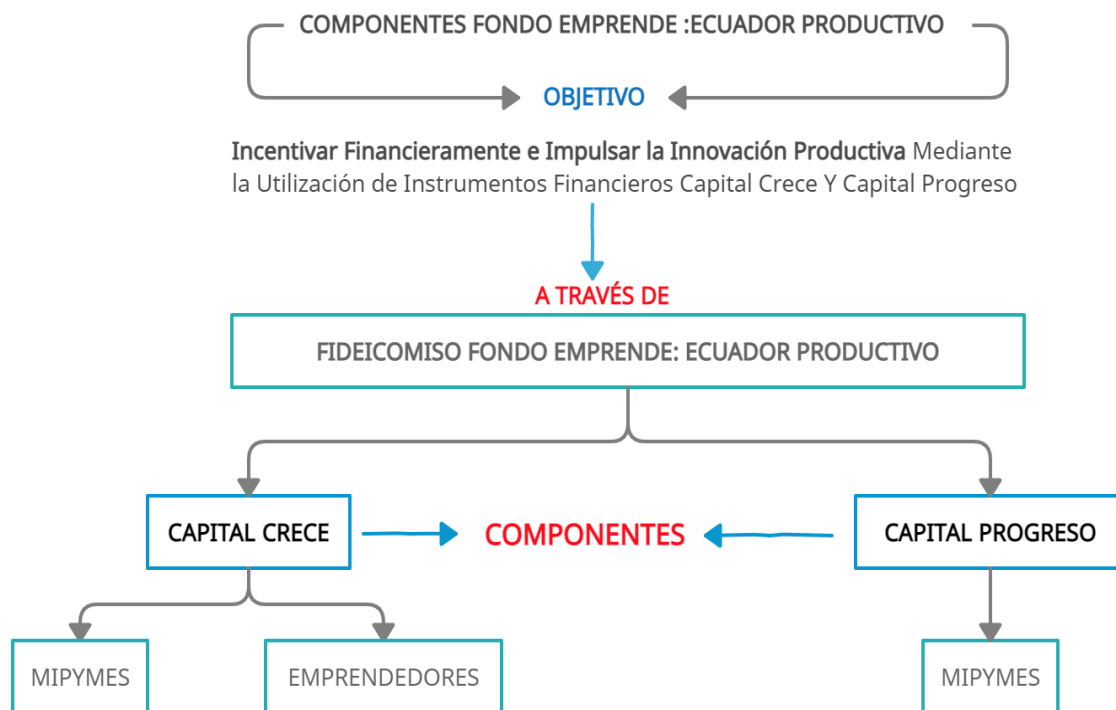 COMPONENTES FONDO EMPRENDE :ECUADOR PRODUCTIVO
OBJETIVO
Incentivar Financieramente e Impulsar la Innovación Productiva Mediante
la Utilización de Instrumentos Financieros Capital Crece Y Capital Progreso
A TRAVÉS DE
FIDEICOMISO FONDO EMPRENDE: ECUADOR PRODUCTIVO
CAPITAL CRECE
COMPONENTES
CAPITAL PROGRESO
MIPYMES
EMPRENDEDORES
MIPYMES